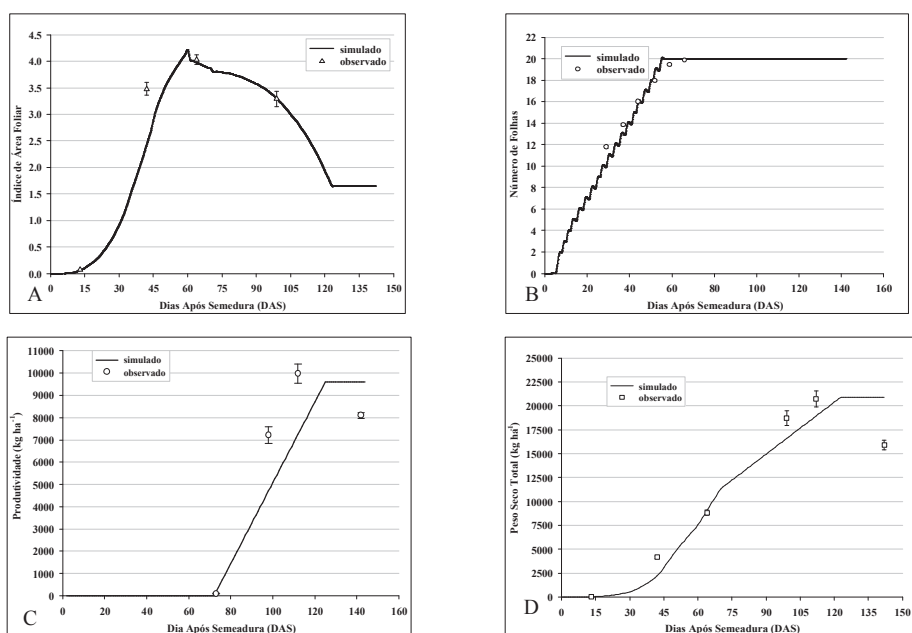 4.5
4.0
3.5
3.0
2.5
2.0
1.5
1.0
0.5
0.0
Índice de Área Foliar
simulado
observado
0 15 30 45 60 75 90 105 120 135 150
Dias Após Semedura (DAS)
A
22
20
18
16
14
12
10
8
6
4
2
0
Número de Folhas
simulado
observado
0 20 40 60 80 100 120 140 160
Dias Após Semeadura (DAS)
B
11000
10000
9000
8000
7000
6000
5000
4000
3000
2000
1000
0
Produtividade (kg ha⁻¹)
simulado
observado
0 20 40 60 80 100 120 140 160
Dia Após Semeadura (DAS)
C
25000
22500
20000
17500
15000
12500
10000
7500
5000
2500
0
Peso Seco Total (kg ha¹)
simulado
observado
0 15 30 45 60 75 90 105 120 135 150
Dias Após Semeadura (DAS)
D